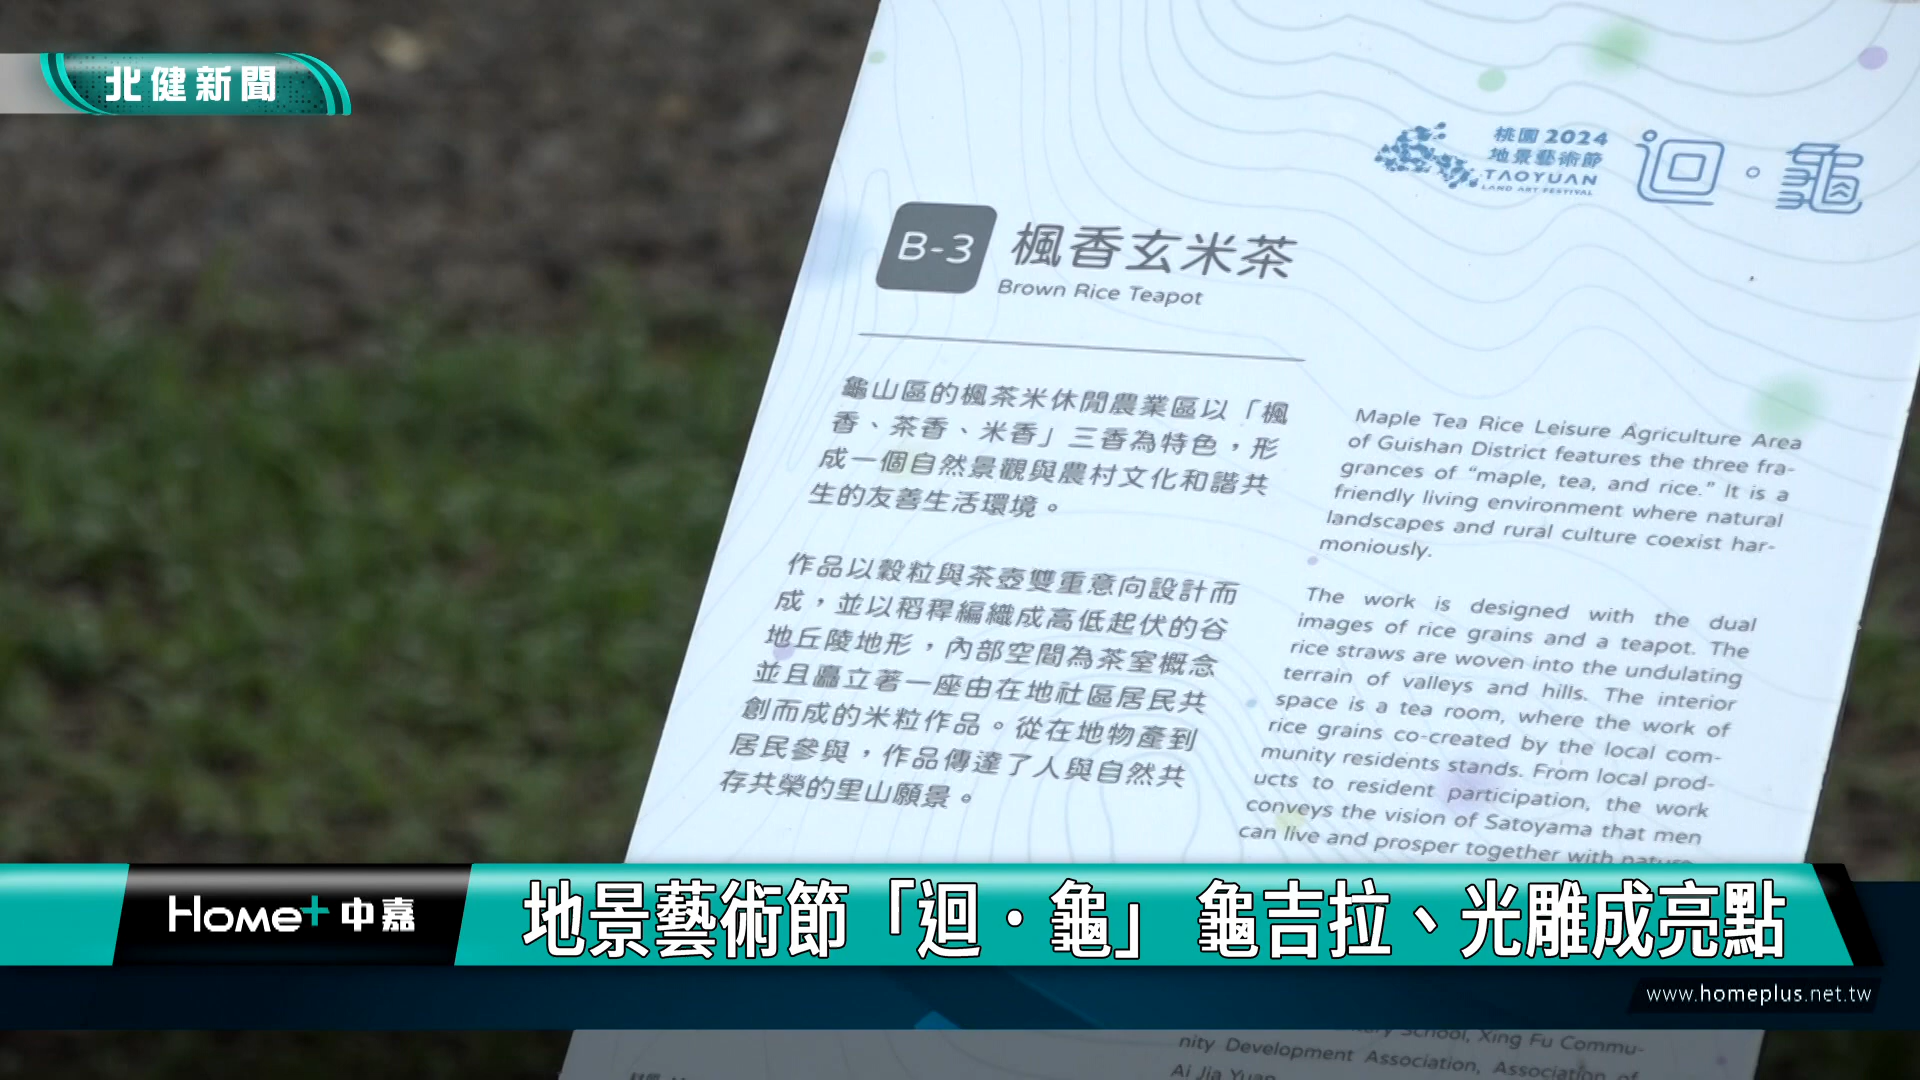 北健新聞
桃園2024
地景藝術節
TAOYUAN
LAND ART FESTIVAL
迴・龜
B-3
楓香玄米茶
Brown Rice Teapot
龜山區的楓茶米休閒農業區以「楓
香、茶香、米香」三香為特色，形
成一個自然景觀與農村文化和諧共
生的友善生活環境。
作品以穀粒與茶壺雙重意向設計而
成，並以稻稈編織成高低起伏的谷
地丘陵地形，內部空間為茶室概念
並且矗立著一座由在地社區居民共
創而成的米粒作品。從在地物產到
居民參與，作品傳達了人與自然共
存共榮的里山願景。
Maple Tea Rice Leisure Agriculture Area
of Guishan District features the three fra-
grances of “maple, tea, and rice.” It is a
friendly living environment where natural
landscapes and rural culture coexist har-
moniously.
The work is designed with the dual
images of rice grains and a teapot. The
rice straws are woven into the undulating
terrain of valleys and hills. The interior
space is a tea room, where the work of
rice grains co-created by the local com-
munity residents stands. From local prod-
ucts to resident participation, the work
conveys the vision of Satoyama that men
can live and prosper together with nature
Home+中嘉
地景藝術節「迴・龜」 龜吉拉、光雕成亮點
www.homeplus.net.tw
School, Xing Fu Commu-
nity Development Association, Association of
Ai Jia Yuan